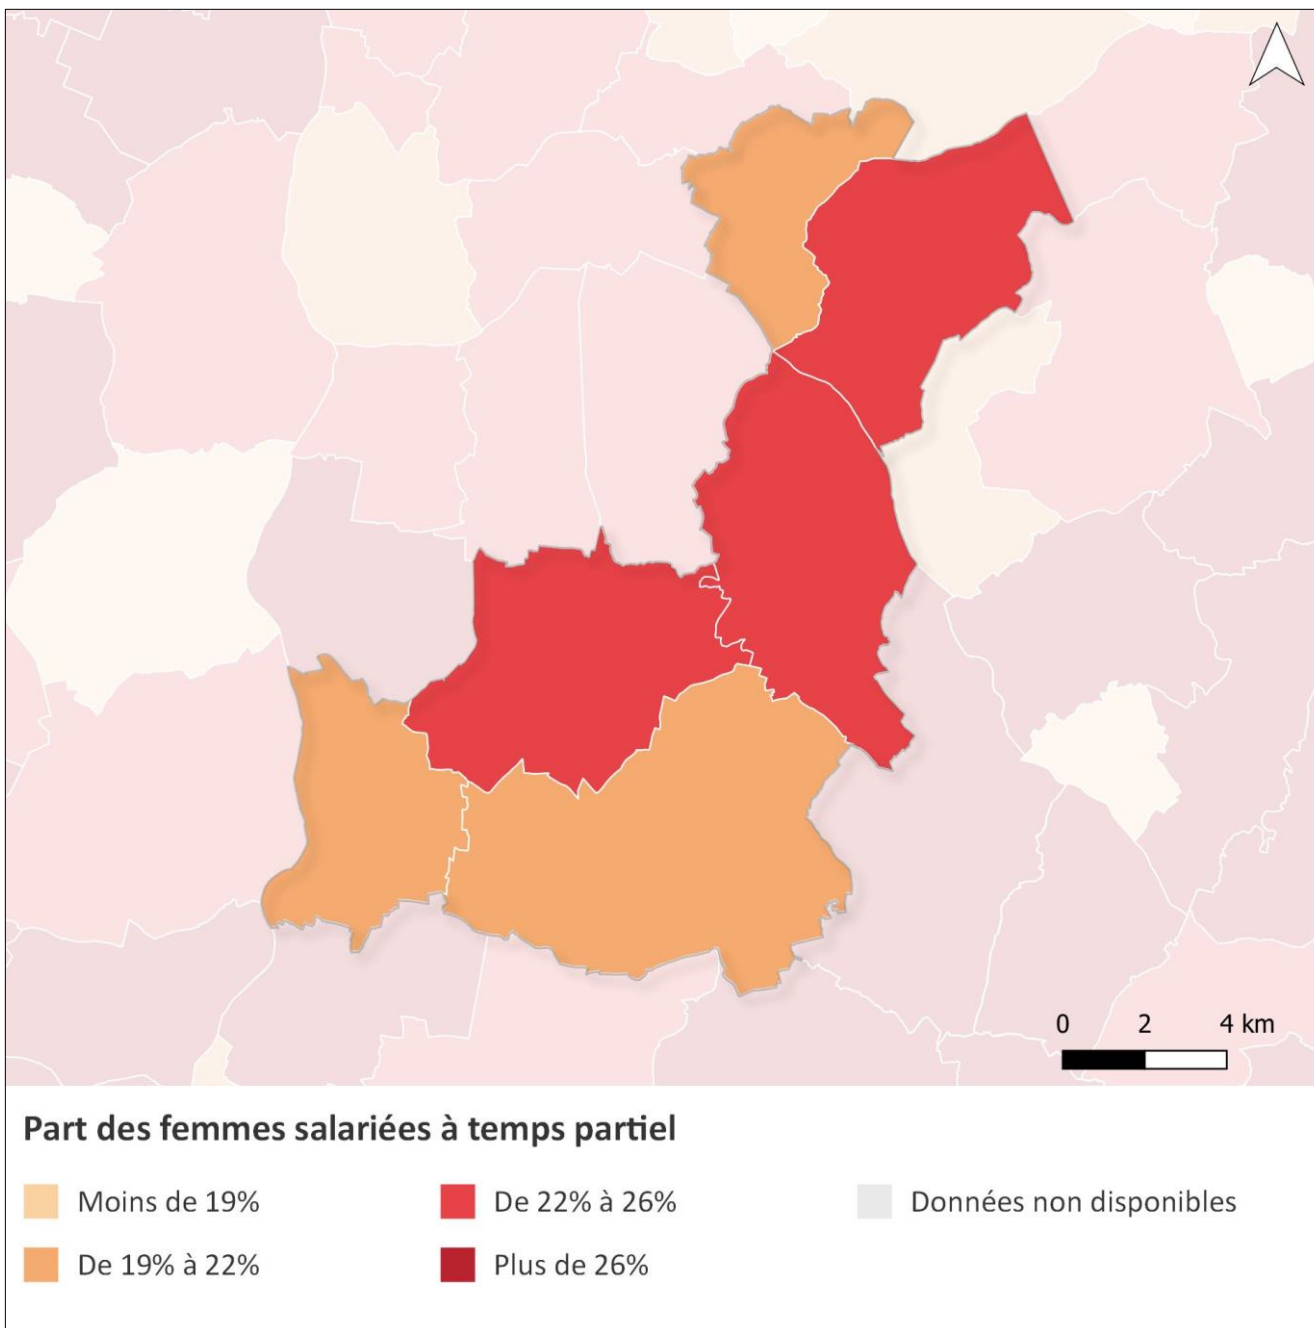 0 2 4 km
Part des femmes salariées à temps partiel
Moins de 19% De 22% à 26% Données non disponibles
De 19% à 22% Plus de 26%